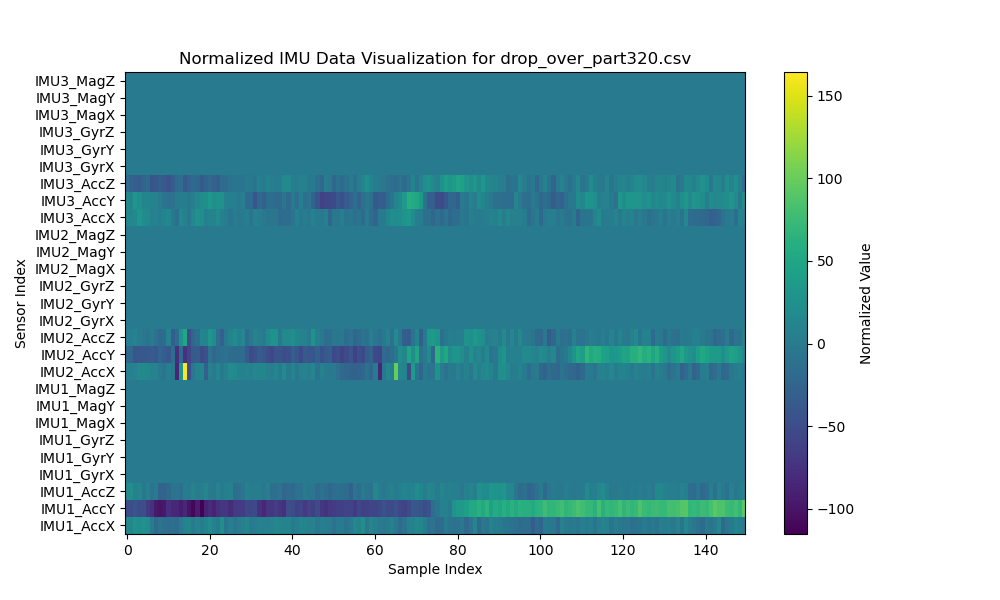 Normalized IMU Data Visualization for drop_over_part320.csv
IMU3_MagZ
IMU3_MagY
IMU3_MagX
IMU3_GyrZ
IMU3_GyrY
IMU3_GyrX
IMU3_AccZ
IMU3_AccY
IMU3_AccX
IMU2_MagZ
IMU2_MagY
IMU2_MagX
IMU2_GyrZ
IMU2_GyrY
IMU2_GyrX
IMU2_AccZ
IMU2_AccY
IMU2_AccX
IMU1_MagZ
IMU1_MagY
IMU1_MagX
IMU1_GyrZ
IMU1_GyrY
IMU1_GyrX
IMU1_AccZ
IMU1_AccY
IMU1_AccX
Sensor Index
0 20 40 60 80 100 120 140
Sample Index
150
100
50
0
−50
−100
Normalized Value